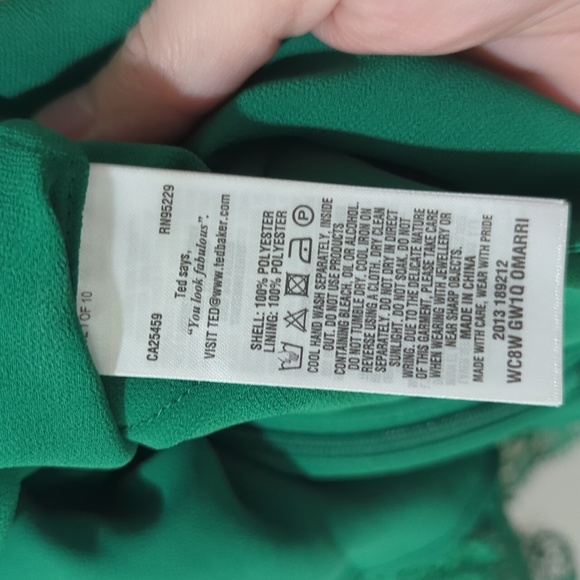 OF 10
CA25459 RN95229
Ted says,
"You look fabulous".
VISIT TED@www.tedbaker.com
SHELL: 100% POLYESTER
LINING: 100% POLYESTER
P
COOL HAND WASH SEPARATELY, INSIDE
OUT. DO NOT USE PRODUCTS
CONTAINING BLEACH, OIL OR ALCOHOL.
DO NOT TUMBLE DRY. COOL IRON ON
REVERSE USING A CLOTH. DRY CLEAN
SEPARATELY. DO NOT DRY IN DIRECT
SUNLIGHT. DO NOT SOAK. DO NOT
WRING. DUE TO THE DELICATE NATURE
OF THIS GARMENT, PLEASE TAKE CARE
WHEN WEARING WITH JEWELLERY OR
NEAR SHARP OBJECTS.
MADE IN CHINA
MADE WITH CARE, WEAR WITH PRIDE
2013189212
WC8W GW1Q OMARRI